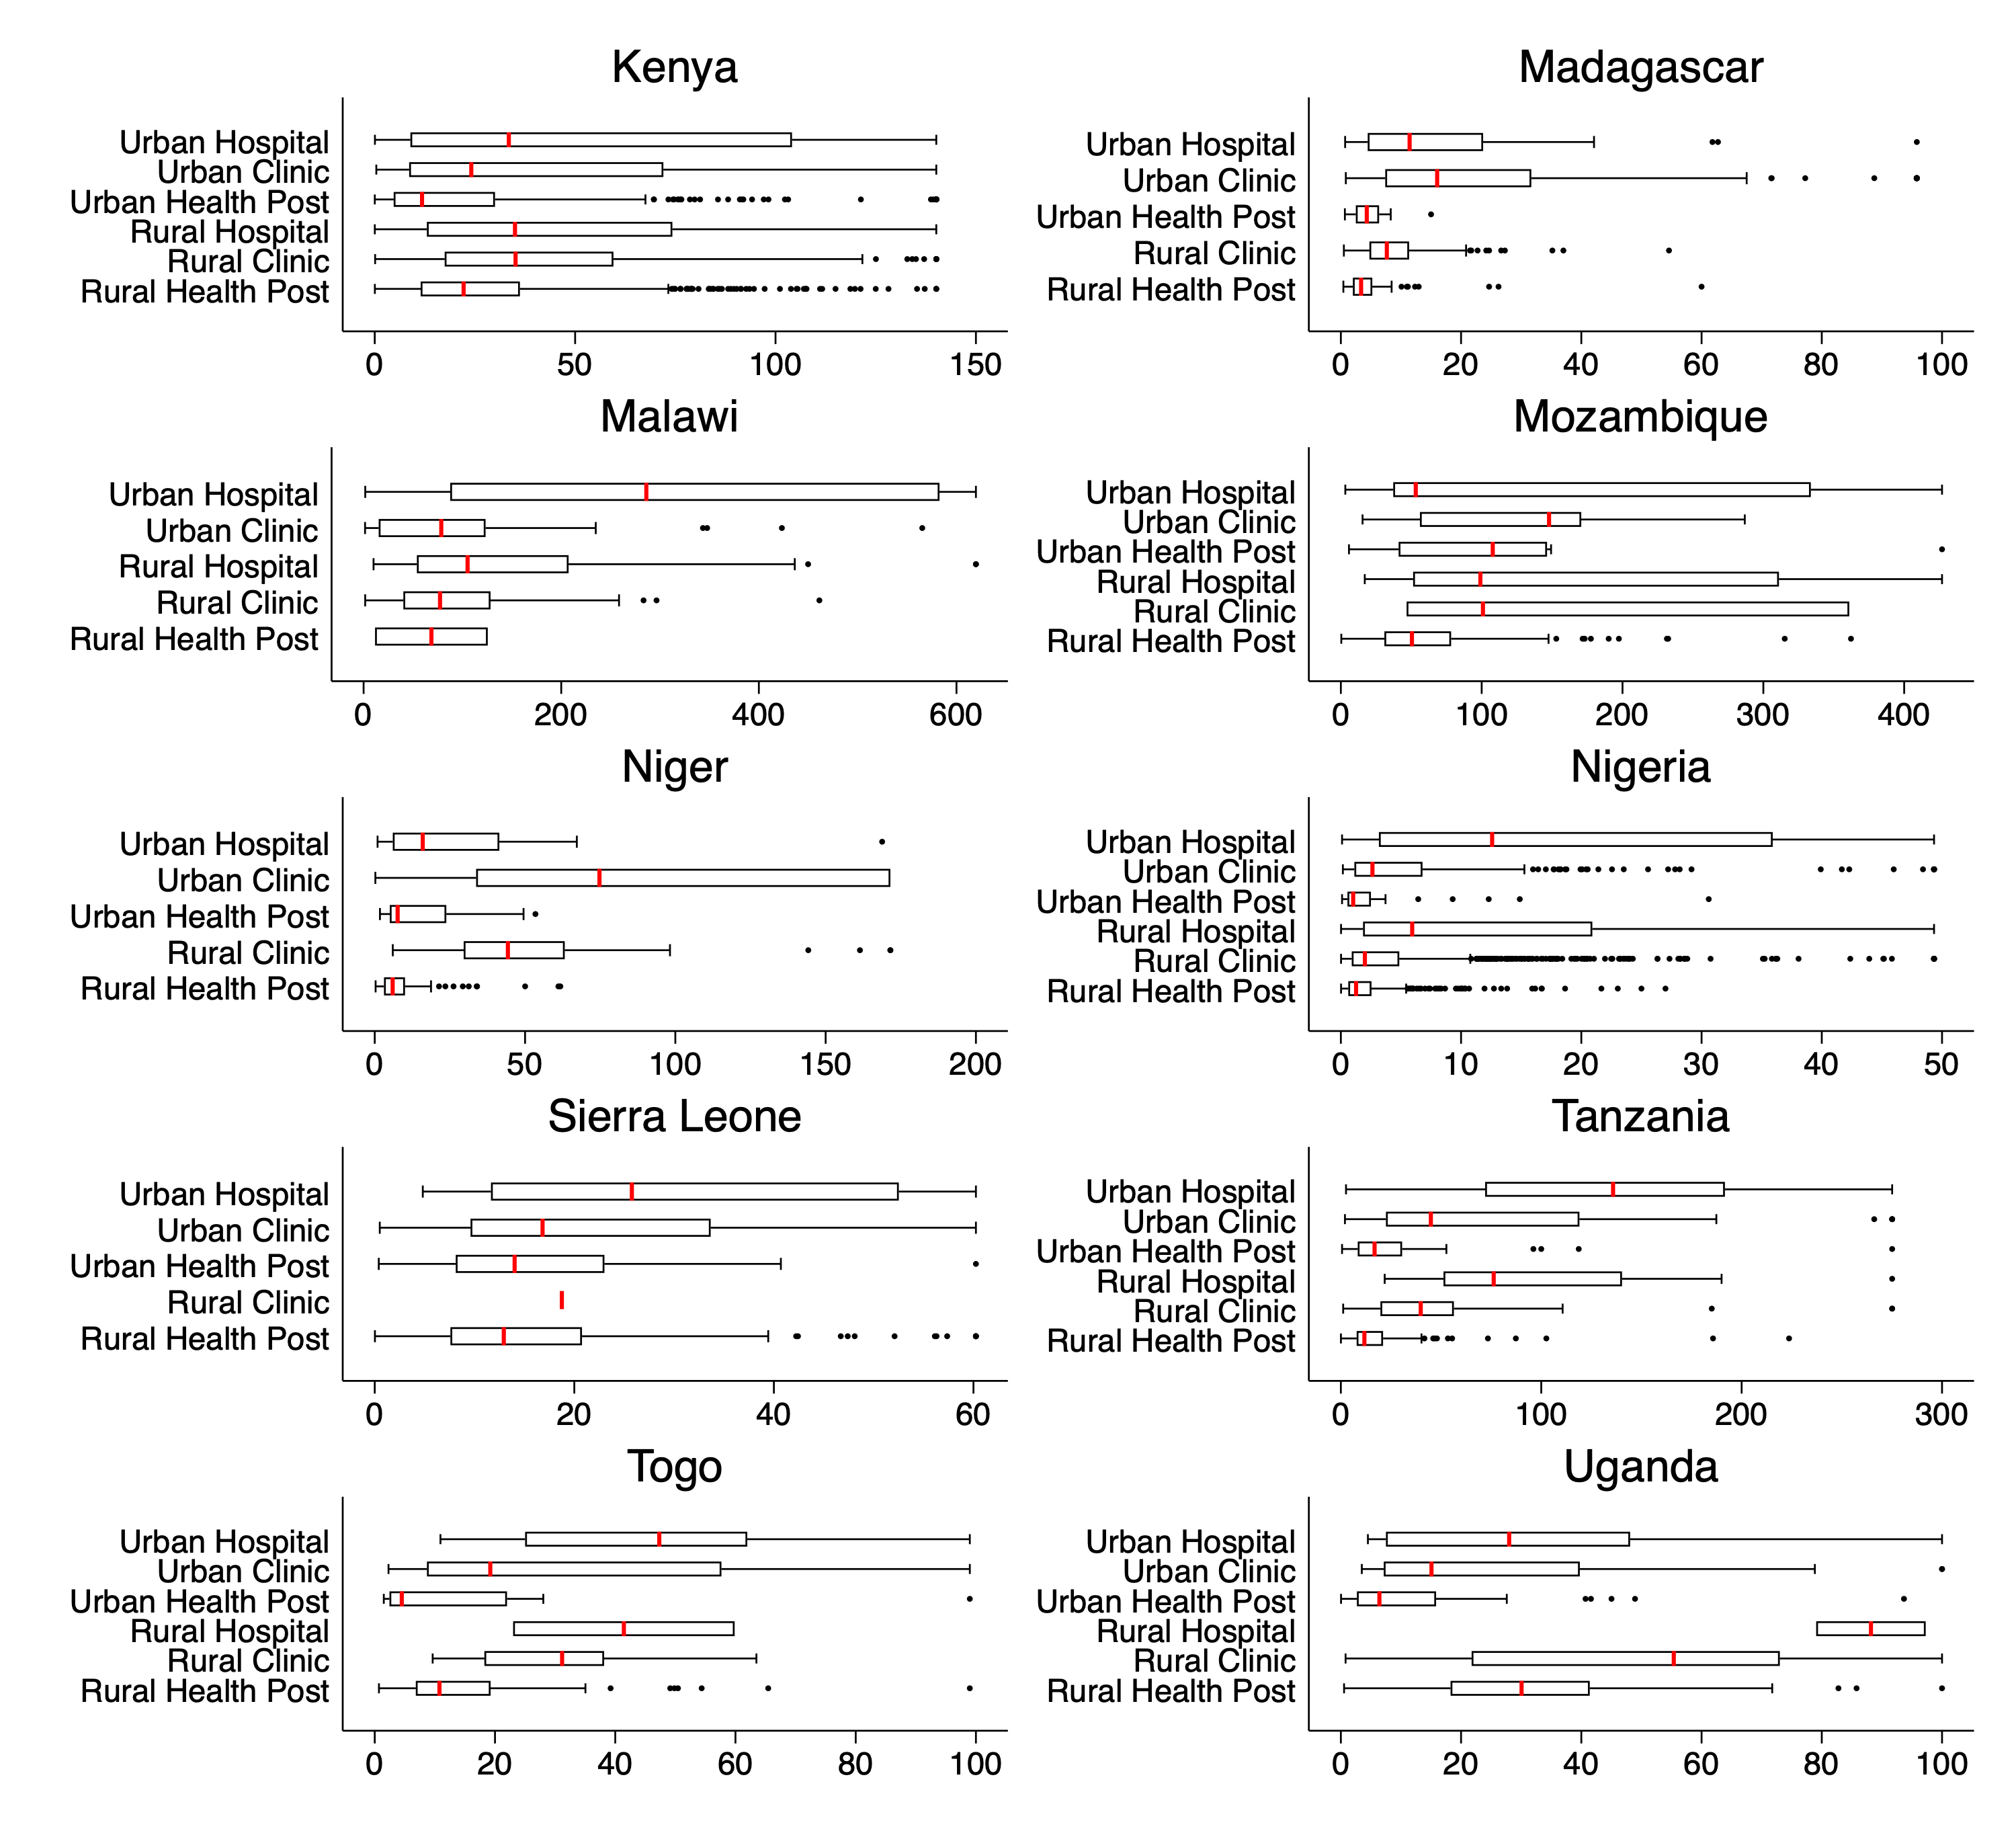 Kenya
Urban Hospital
Urban Clinic
Urban Health Post
Rural Hospital
Rural Clinic
Rural Health Post
0 50 100 150
Madagascar
Urban Hospital
Urban Clinic
Urban Health Post
Rural Clinic
Rural Health Post
0 20 40 60 80 100
Malawi
Urban Hospital
Urban Clinic
Rural Hospital
Rural Clinic
Rural Health Post
0 200 400 600
Mozambique
Urban Hospital
Urban Clinic
Urban Health Post
Rural Hospital
Rural Clinic
Rural Health Post
0 100 200 300 400
Niger
Urban Hospital
Urban Clinic
Urban Health Post
Rural Clinic
Rural Health Post
0 50 100 150 200
Nigeria
Urban Hospital
Urban Clinic
Urban Health Post
Rural Hospital
Rural Clinic
Rural Health Post
0 10 20 30 40 50
Sierra Leone
Urban Hospital
Urban Clinic
Urban Health Post
Rural Clinic
Rural Health Post
0 20 40 60
Tanzania
Urban Hospital
Urban Clinic
Urban Health Post
Rural Hospital
Rural Clinic
Rural Health Post
0 100 200 300
Togo
Urban Hospital
Urban Clinic
Urban Health Post
Rural Hospital
Rural Clinic
Rural Health Post
0 20 40 60 80 100
Uganda
Urban Hospital
Urban Clinic
Urban Health Post
Rural Hospital
Rural Clinic
Rural Health Post
0 20 40 60 80 100